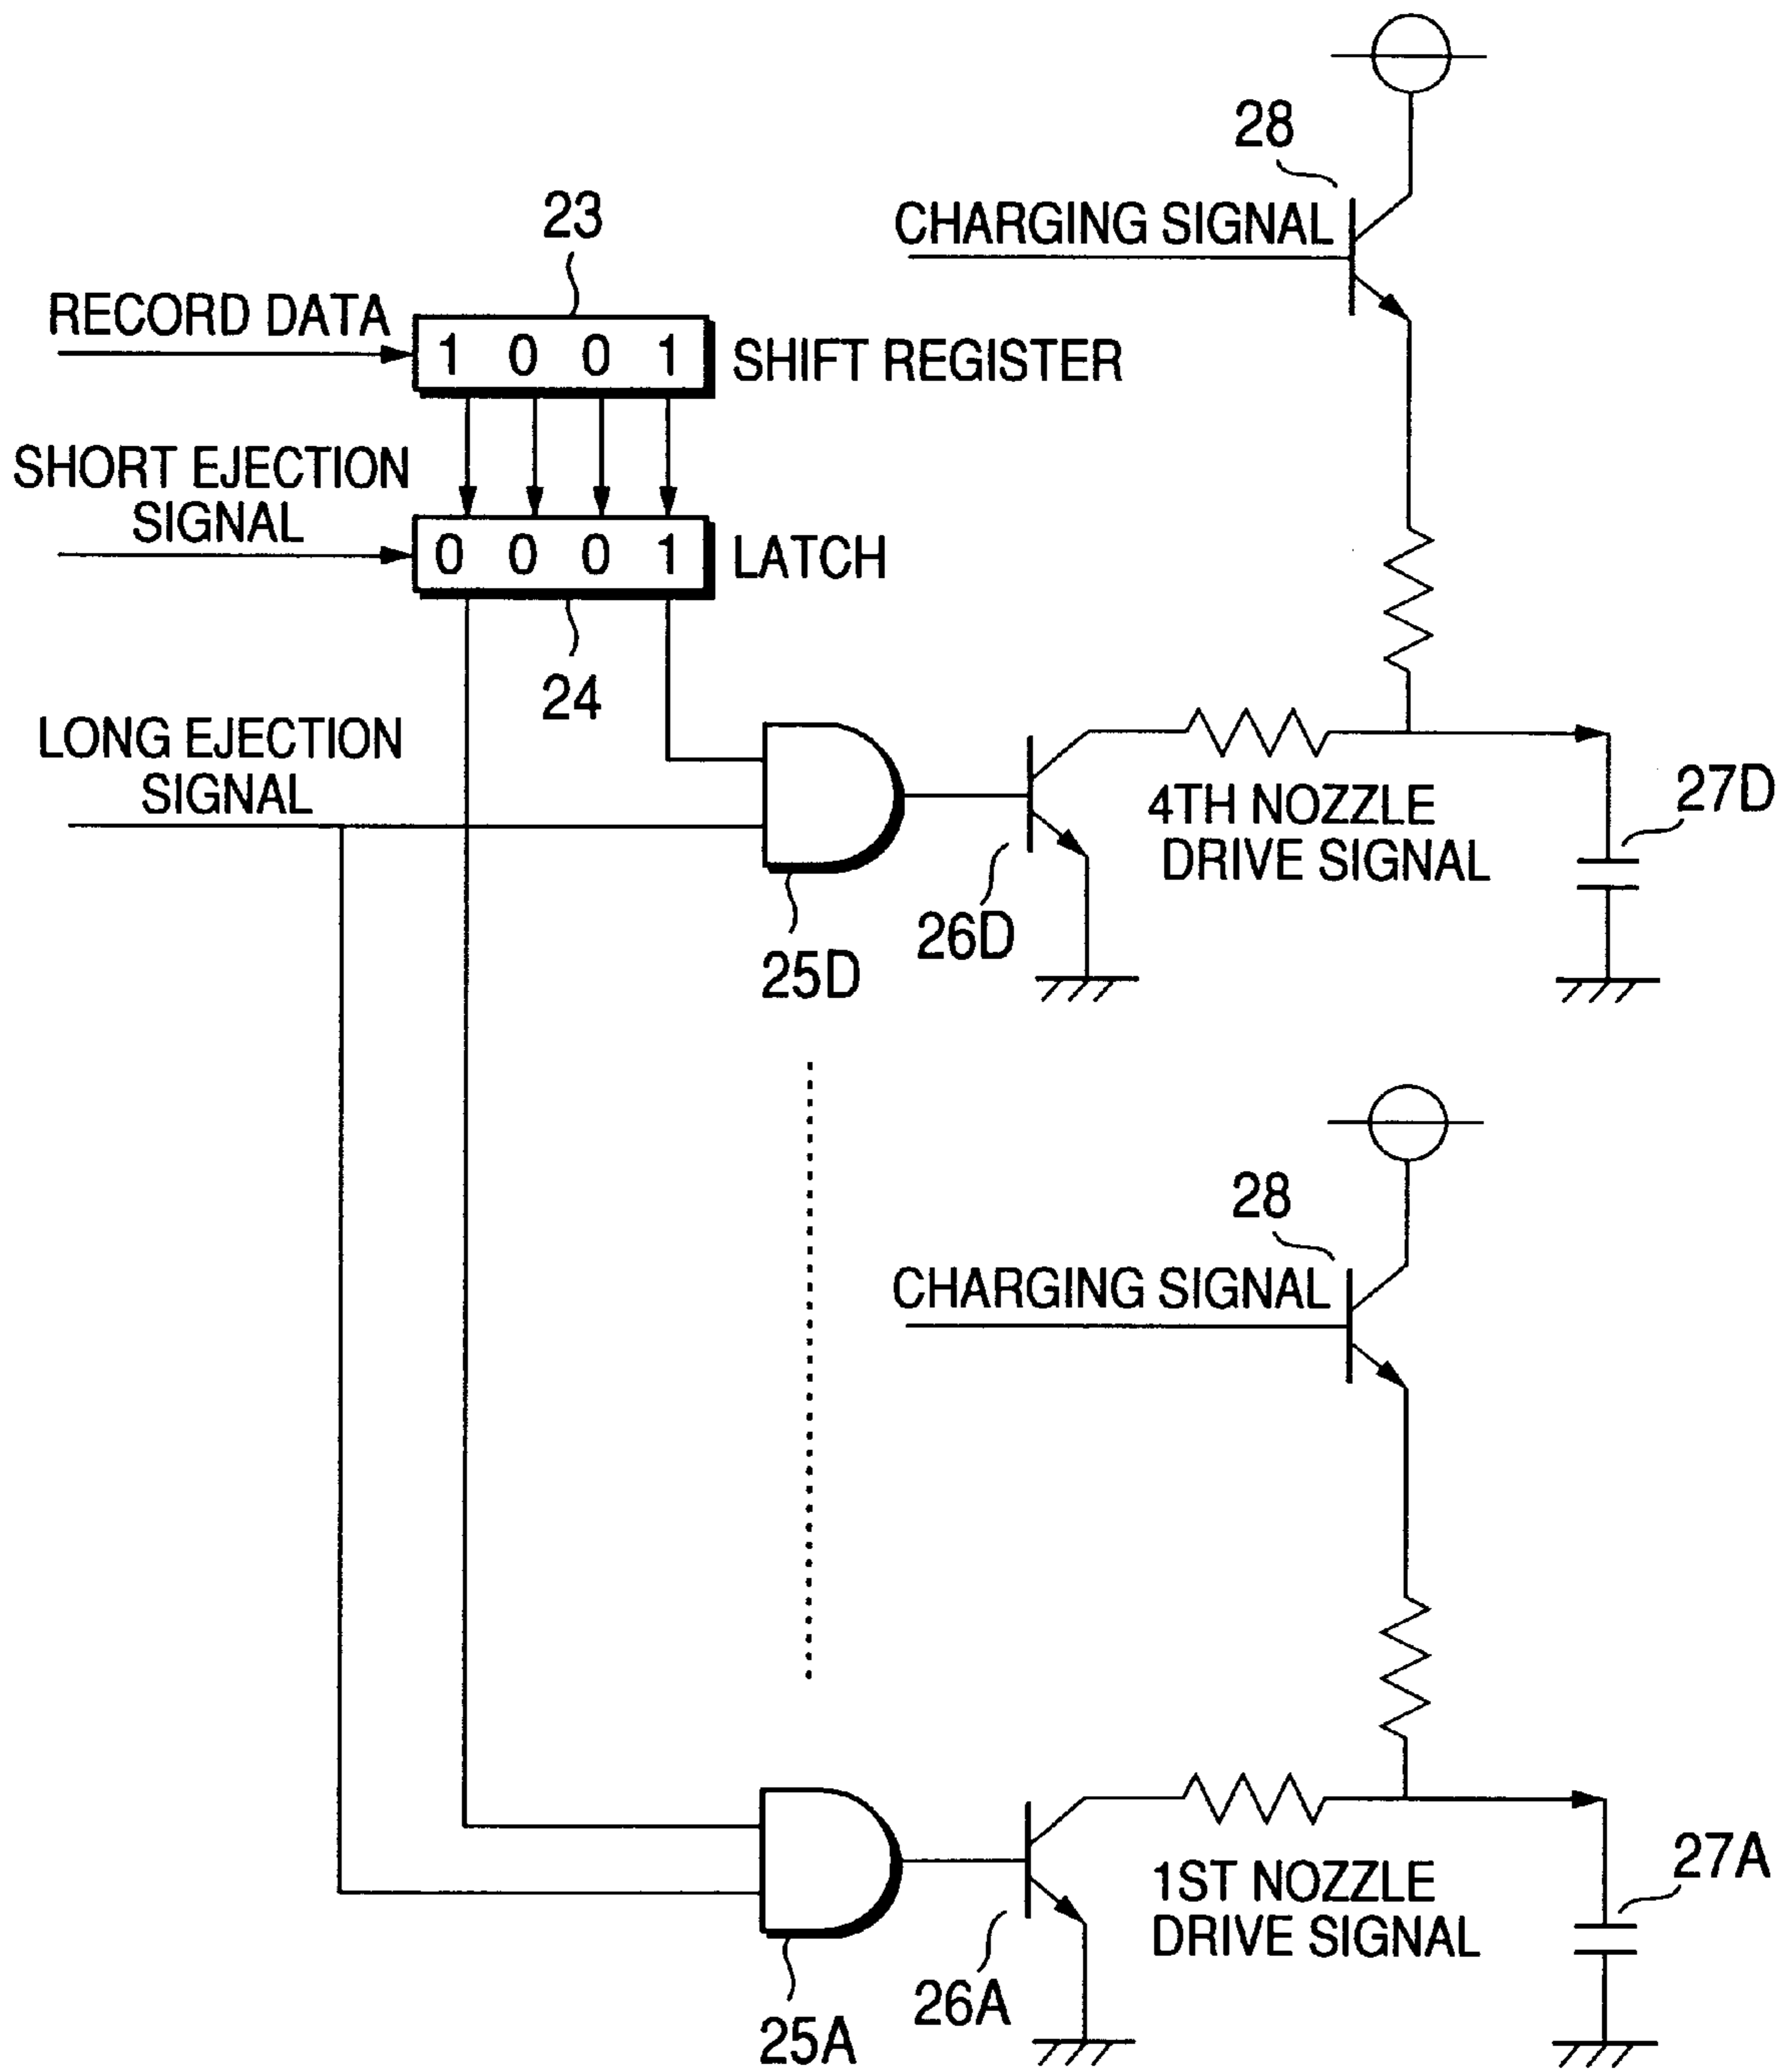 28
CHARGING SIGNAL
23
RECORD DATA
1 0 0 1
SHIFT REGISTER
SHORT EJECTION
SIGNAL
0 0 0 1
LATCH
24
LONG EJECTION
SIGNAL
4TH NOZZLE
DRIVE SIGNAL
27D
26D
25D
28
CHARGING SIGNAL
1ST NOZZLE
DRIVE SIGNAL
27A
26A
25A